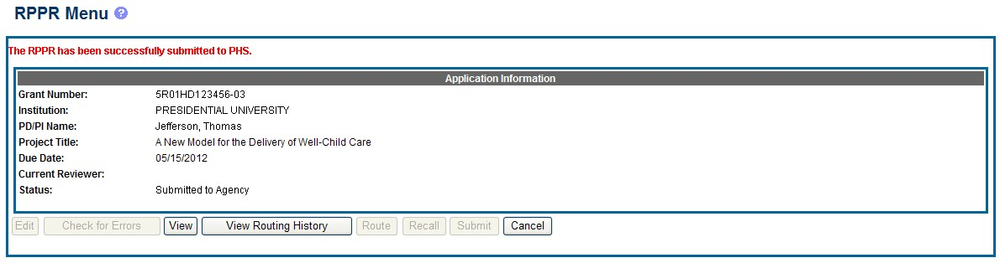 RPPR Menu ?
The RPPR has been successfully submitted to PHS.
Application Information
Grant Number: 5R01HD123456-03
Institution: PRESIDENTIAL UNIVERSITY
PD/PI Name: Jefferson, Thomas
Project Title: A New Model for the Delivery of Well-Child Care
Due Date: 05/15/2012
Current Reviewer:
Status: Submitted to Agency
Edit Check for Errors View View Routing History Route Recall Submit Cancel